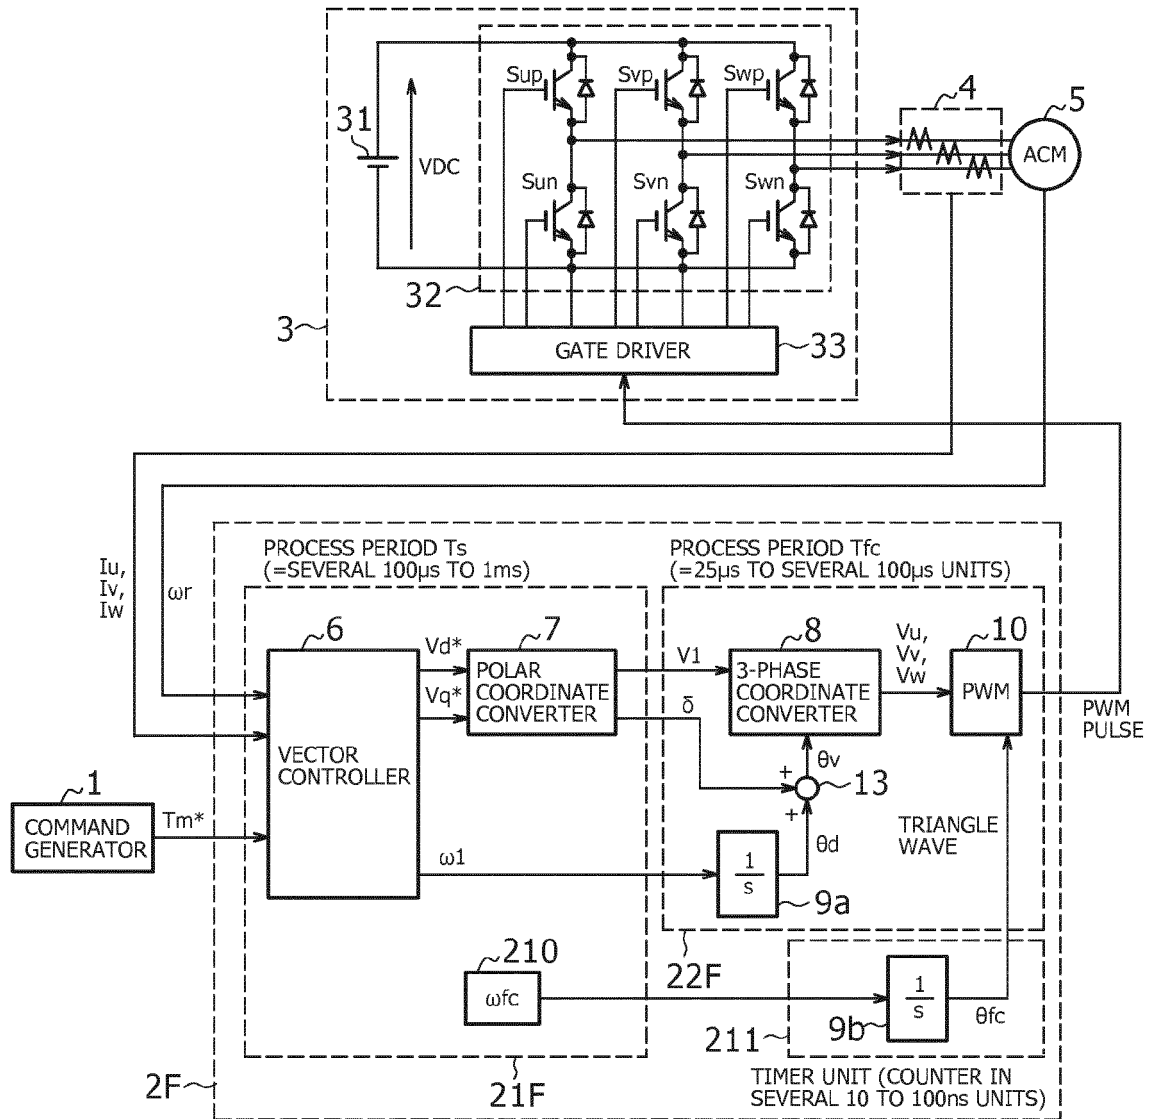 4
5
Sup
Svp
Swp
31
VDC
ACM
Sun
Svn
Swn
32
3
GATE DRIVER
33
PROCESS PERIOD Ts
(=SEVERAL 100µs TO 1ms)
PROCESS PERIOD Tfc
(=25µs TO SEVERAL 100µs UNITS)
Iu,
Iv,
Iw
ωr
6
Vd*
7
V1
8
Vu,
Vv,
Vw
10
Vq*
POLAR
COORDINATE
CONVERTER
δ
3-PHASE
COORDINATE
CONVERTER
PWM
PWM
PULSE
VECTOR
CONTROLLER
θv
+
13
+
1
COMMAND
GENERATOR
Tm*
TRIANGLE
WAVE
ω1
1
s
θd
9a
210
22F
ωfc
1
s
θfc
9b
211
2F
21F
TIMER UNIT (COUNTER IN
SEVERAL 10 TO 100ns UNITS)